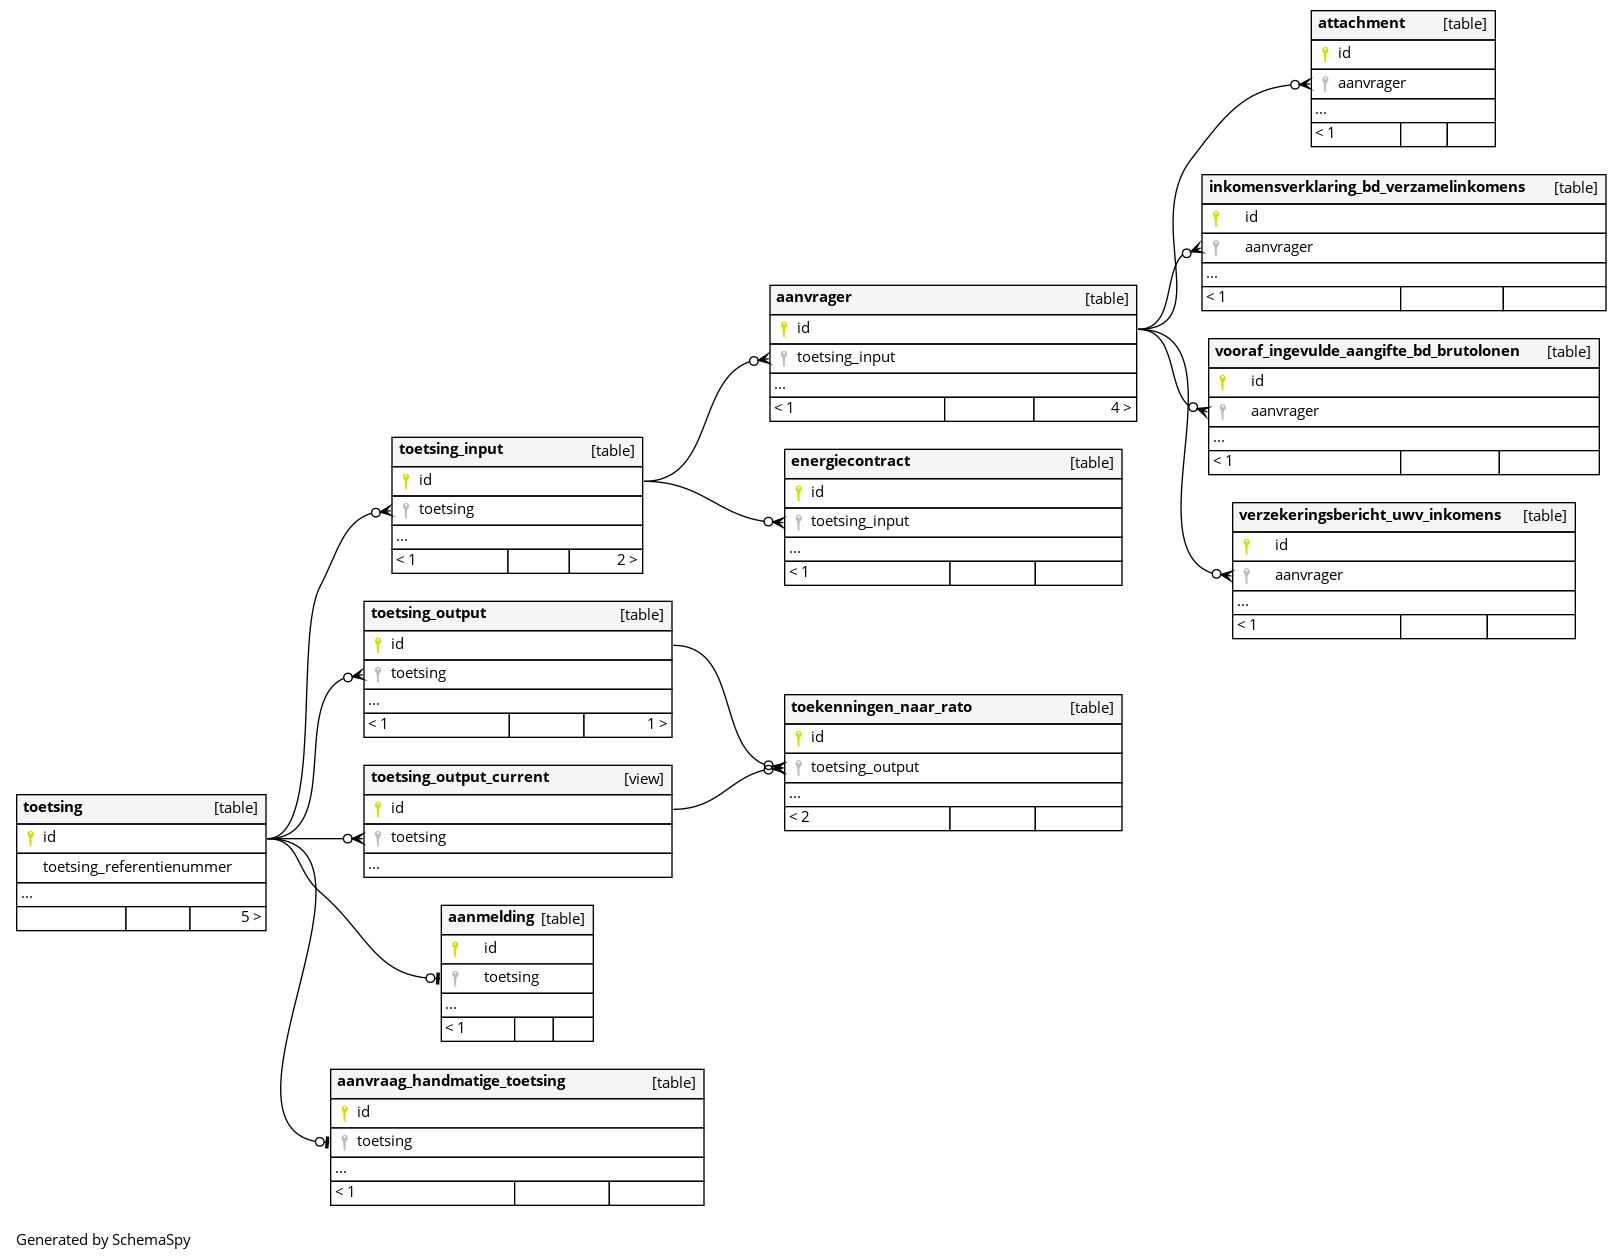 attachment [table]
id
aanvrager
...
< 1
inkomensverklaring_bd_verzamelinkomens [table]
id
aanvrager
...
< 1
aanvrager [table]
id
toetsing_input
...
< 1 4 >
vooraf_ingevulde_aangifte_bd_brutolonen [table]
id
aanvrager
...
< 1
toetsing_input [table]
id
toetsing
...
< 1 2 >
energiecontract [table]
id
toetsing_input
...
< 1
verzekeringsbericht_uwv_inkomens [table]
id
aanvrager
...
< 1
toetsing_output [table]
id
toetsing
...
< 1 1 >
toekenningen_naar_rato [table]
id
toetsing_output
...
< 2
toetsing_output_current [view]
id
toetsing
...
toetsing [table]
id
toetsing_referentienummer
...
5 >
aanmelding [table]
id
toetsing
...
< 1
aanvraag_handmatige_toetsing [table]
id
toetsing
...
< 1
Generated by SchemaSpy